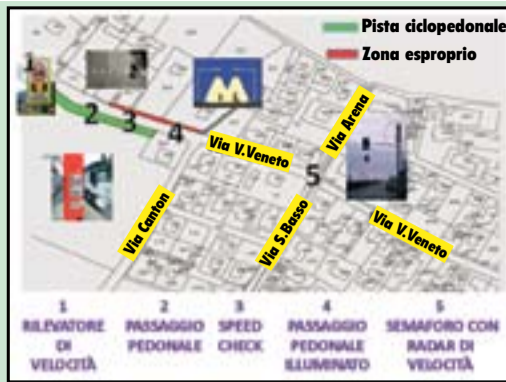 Pista ciclopedonale
Zona esproprio
1
2
3
4
Via V.Veneto
Via Arena
5
Via Canton
Via S.Basso
Via V.Veneto
1 2 3 4 5
RILEVATORE PASSAGGIO SPEED PASSAGGIO SEMAFORO CON
DI PEDONALE CHECK PEDONALE RADAR DI
VELOCITÀ ILLUMINATO VELOCITÀ